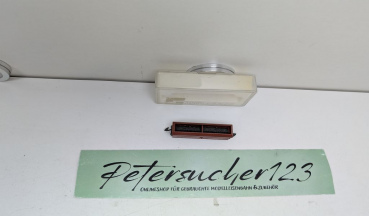 Petersucher123
ONLINESHOP FÜR GEBRAUCHTE MODELLEISENBAHN & ZUBEHÖR